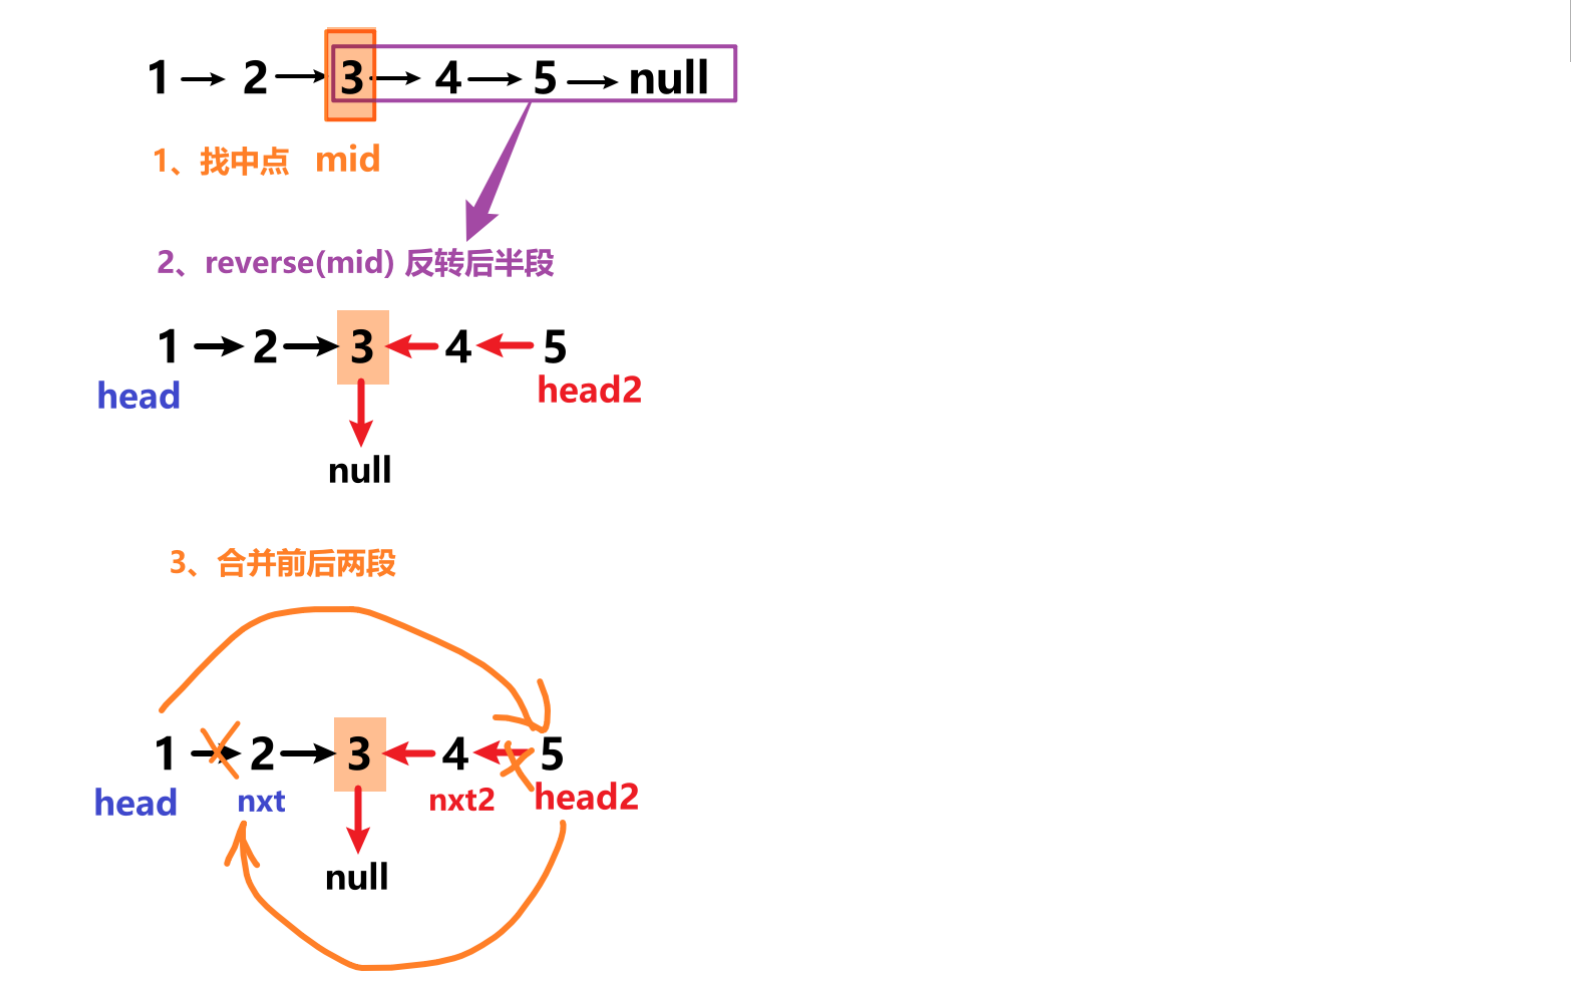 1 → 2 → 3 → 4 → 5 → null
1、找中点 mid
2、reverse(mid) 反转后半段
1 → 2 → 3 ← 4 ← 5
head head2
null
3、合并前后两段
1 → 2 → 3 ← 4 ← 5
head nxt nxt2 head2
null